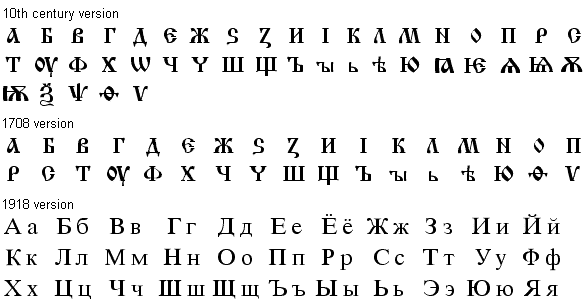 10th century version
А Б В Г Д Є Ж Ѕ Ꙁ И І К Л М N О П Р С
Т Ѹ Ф Х Ѡ Ч Ҁ Ш Щ Ъ ы ь ѣ Ю Ꙗ Ѥ Ѧ Ѩ Ѫ
Ѭ Ѯ Ѱ Ѳ Ѵ
1708 version
А Б В Г Д Є Ж Ѕ Ꙁ И І К Л М N О П
Р С Т Ѹ Ф Х Ч Ҁ Ш Щ Ъ ы ь ѣ Ю Ѳ Ѵ
1918 version
Аа Бб Вв Гг Дд Ее Ёё Жж Зз Ии Йй
Кк Лл Мм Нн Оо Пп Рр Сс Тт Уу Фф
Хх Цц Чч Шш Щщ Ъъ Ыы Ьь Ээ Юю Яя